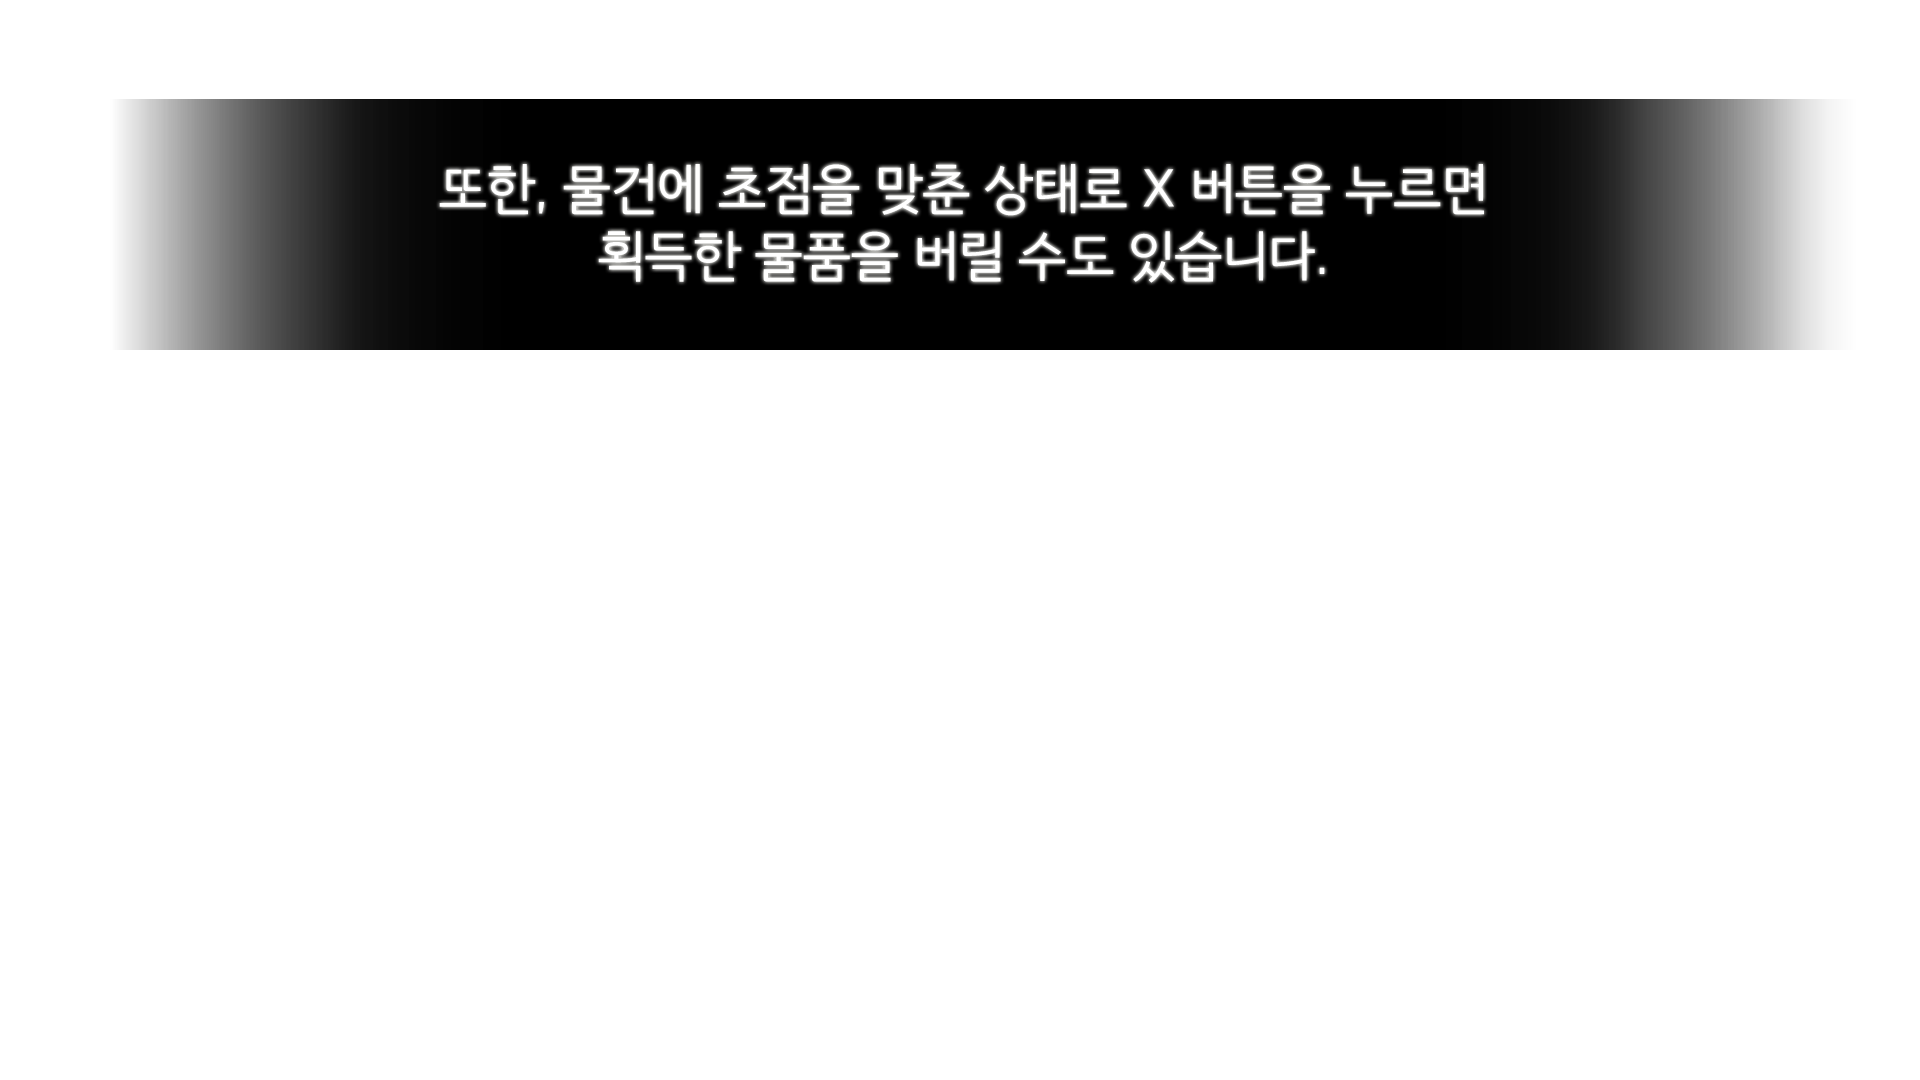 또한, 물건에 초점을 맞춘 상태로 X 버튼을 누르면
획득한 물품을 버릴 수도 있습니다.